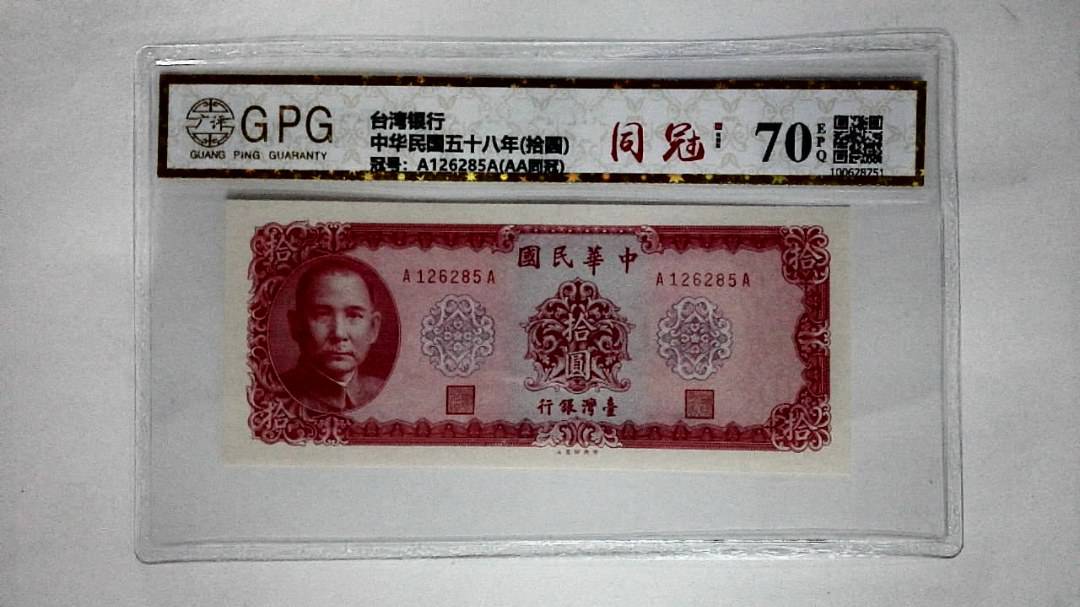 广评
GPG
GUANG PING GUARANTY
台湾银行
中华民国五十八年(拾圆)
冠号：A126285A(AA同冠)
同冠
70
EPQ
100628751
拾
拾
中華民國
A126285A
A126285A
拾圓
臺灣銀行
拾
拾